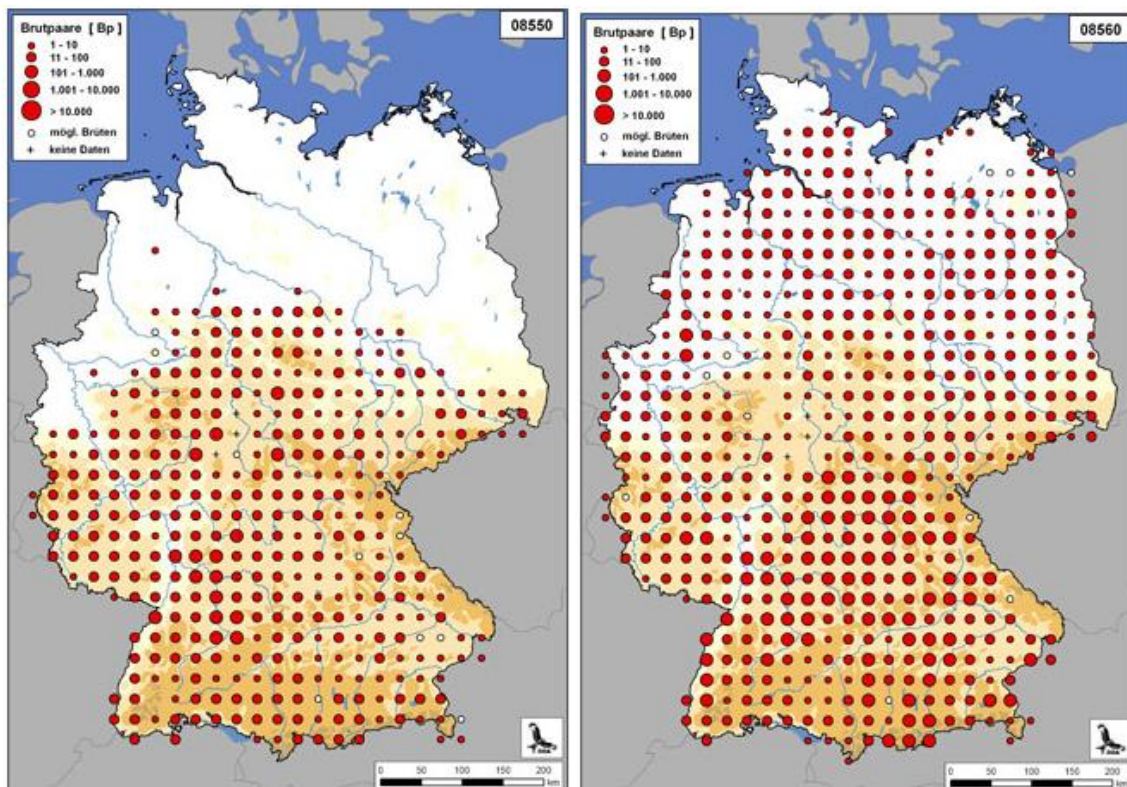 Brutpaare [ Bp ]
1 - 10
11 - 100
101 - 1.000
1.001 - 10.000
> 10.000
mögl. Brüten
keine Daten
08550
0 50 100 150 200
km
Brutpaare [ Bp ]
1 - 10
11 - 100
101 - 1.000
1.001 - 10.000
> 10.000
mögl. Brüten
keine Daten
08560
0 50 100 150 200
km